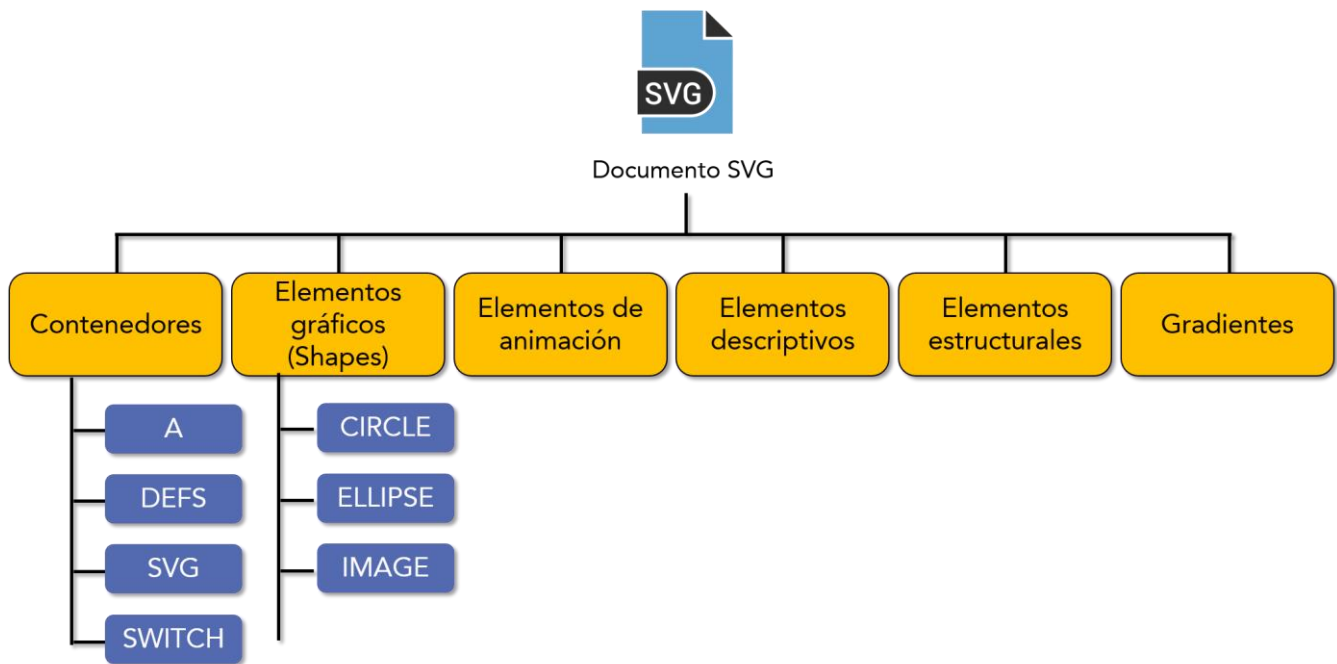 SVG
Documento SVG
Contenedores
Elementos
gráficos
(Shapes)
Elementos de
animación
Elementos
descriptivos
Elementos
estructurales
Gradientes
A
DEFS
SVG
SWITCH
CIRCLE
ELLIPSE
IMAGE